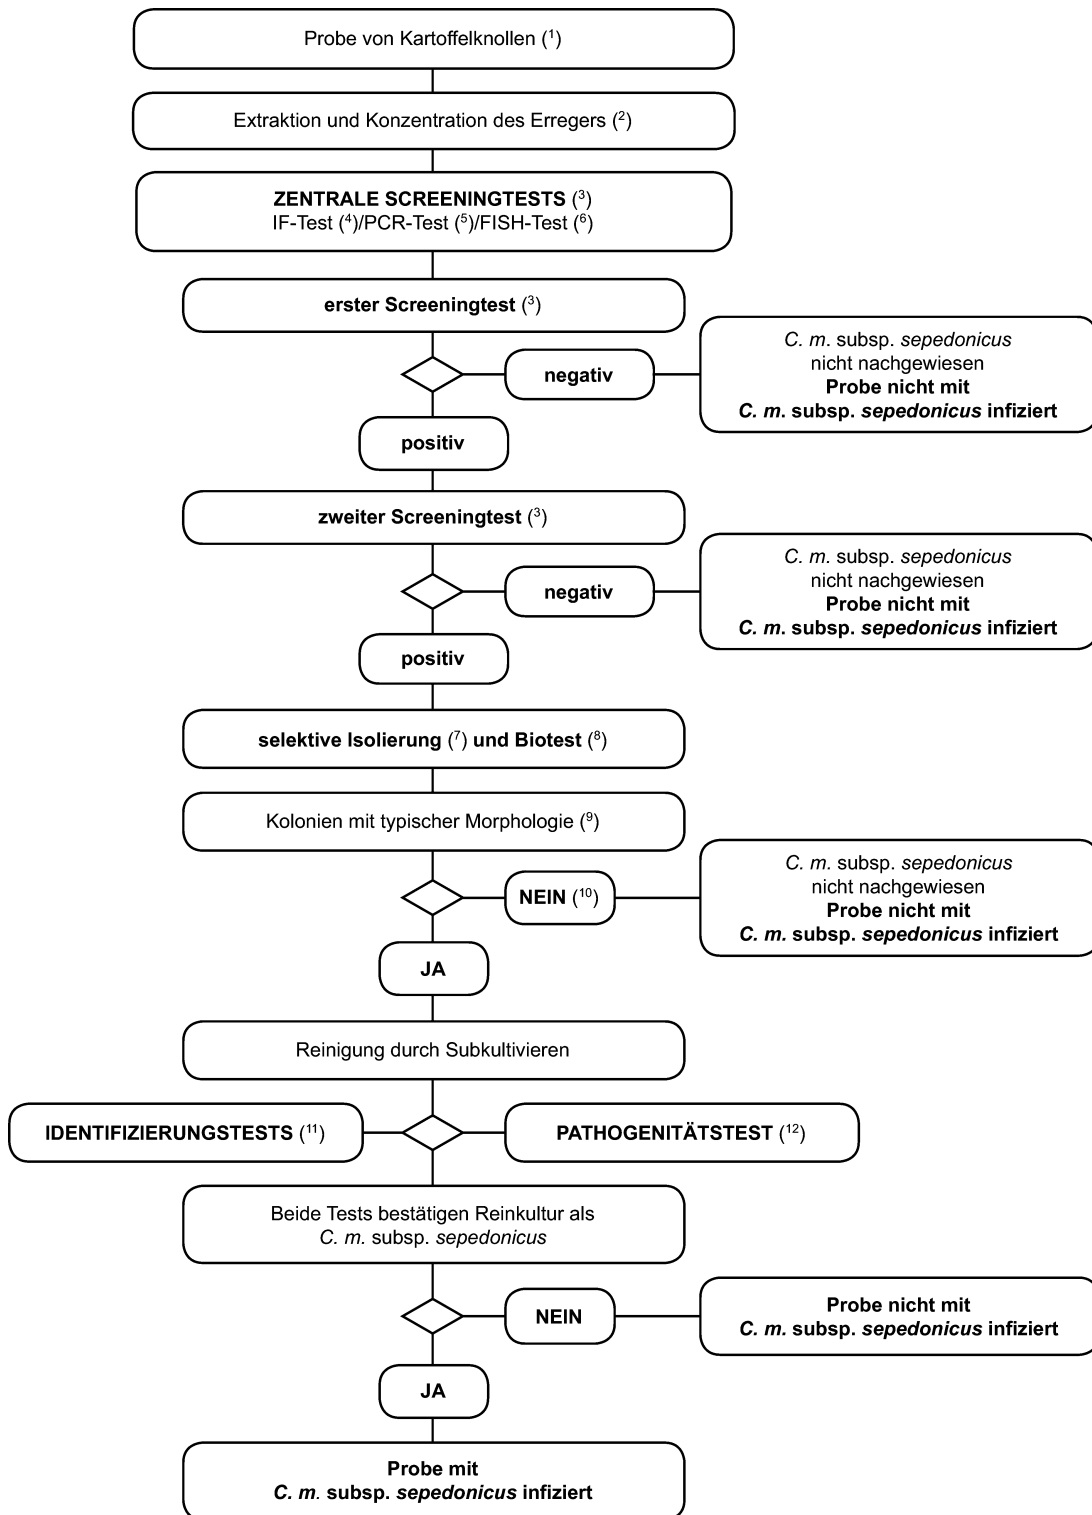 Probe von Kartoffelknollen (¹)
Extraktion und Konzentration des Erregers (²)
ZENTRALE SCREENINGTESTS (³)
IF-Test (⁴)/PCR-Test (⁵)/FISH-Test (⁶)
erster Screeningtest (³)
negativ
C. m. subsp. sepedonicus
nicht nachgewiesen
Probe nicht mit
C. m. subsp. sepedonicus infiziert
positiv
zweiter Screeningtest (³)
negativ
C. m. subsp. sepedonicus
nicht nachgewiesen
Probe nicht mit
C. m. subsp. sepedonicus infiziert
positiv
selektive Isolierung (⁷) und Biotest (⁸)
Kolonien mit typischer Morphologie (⁹)
NEIN (¹⁰)
C. m. subsp. sepedonicus
nicht nachgewiesen
Probe nicht mit
C. m. subsp. sepedonicus infiziert
JA
Reinigung durch Subkultivieren
IDENTIFIZIERUNGSTESTS (¹¹)
PATHOGENITÄTSTEST (¹²)
Beide Tests bestätigen Reinkultur als
C. m. subsp. sepedonicus
NEIN
Probe nicht mit
C. m. subsp. sepedonicus infiziert
JA
Probe mit
C. m. subsp. sepedonicus infiziert